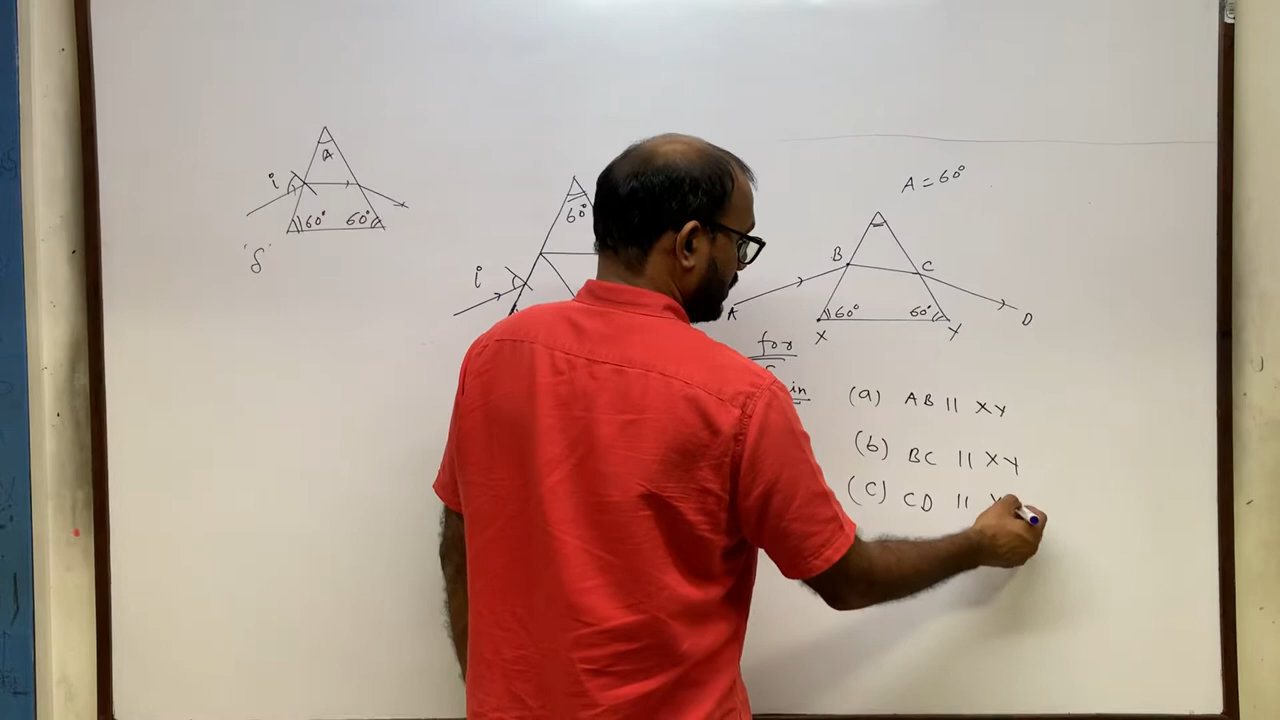 A
i
60° 60°
'δ'
60°
i
A = 60°
B
C
A
D
60° 60°
X
Y
for
in
(a) AB || XY
(b) BC || XY
(c) CD ||